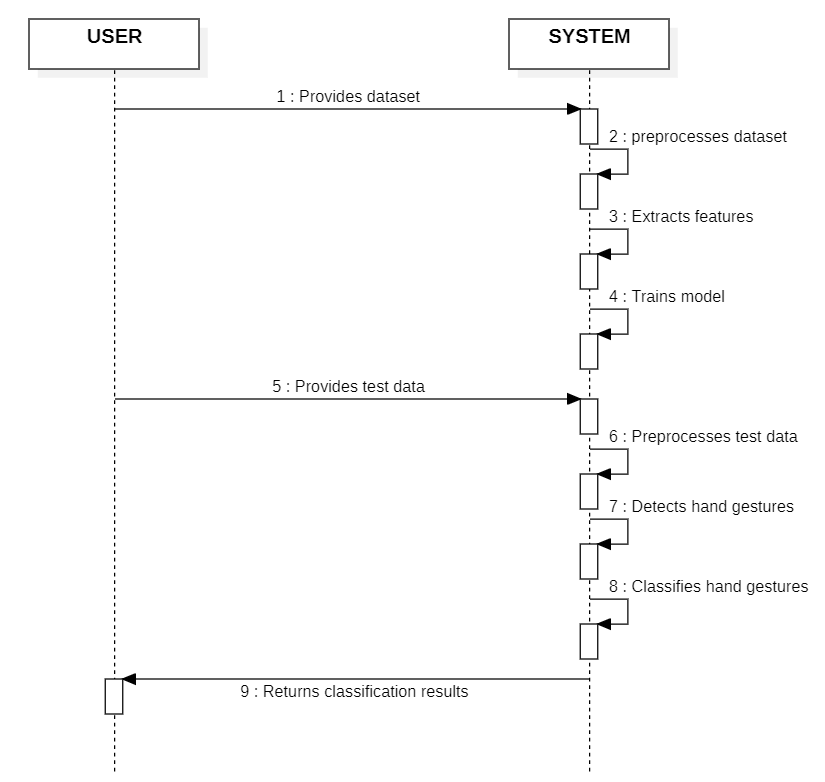 USER
SYSTEM
1 : Provides dataset
2 : preprocesses dataset
3 : Extracts features
4 : Trains model
5 : Provides test data
6 : Preprocesses test data
7 : Detects hand gestures
8 : Classifies hand gestures
9 : Returns classification results